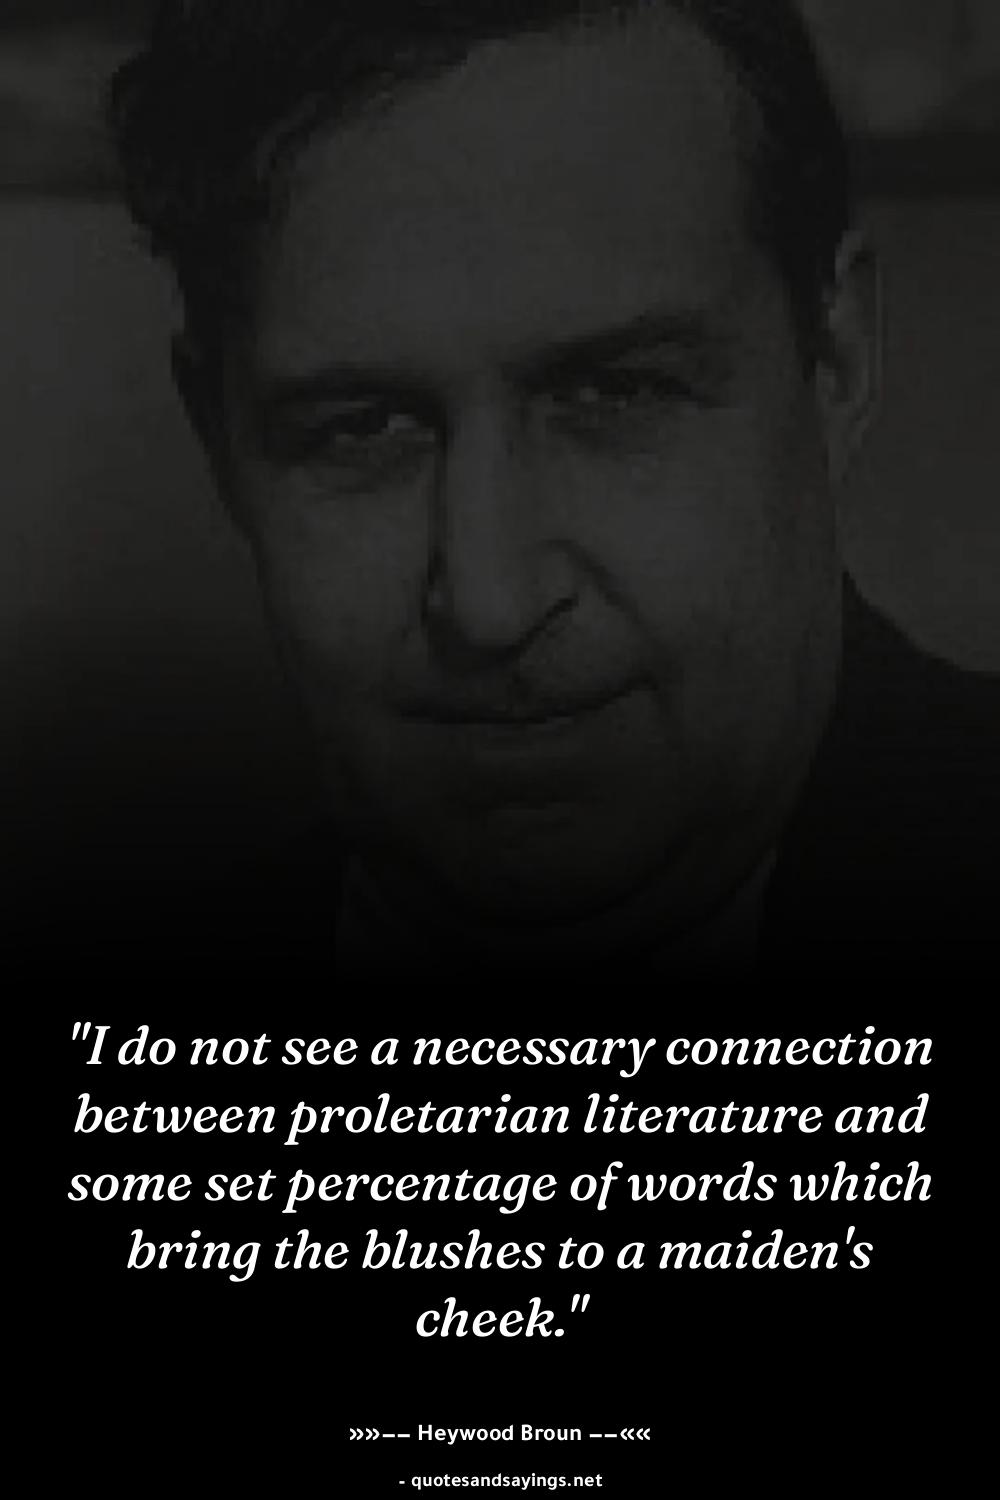 "I do not see a necessary connection
between proletarian literature and
some set percentage of words which
bring the blushes to a maiden's
cheek."
»»−− Heywood Broun −−««
- quotesandsayings.net